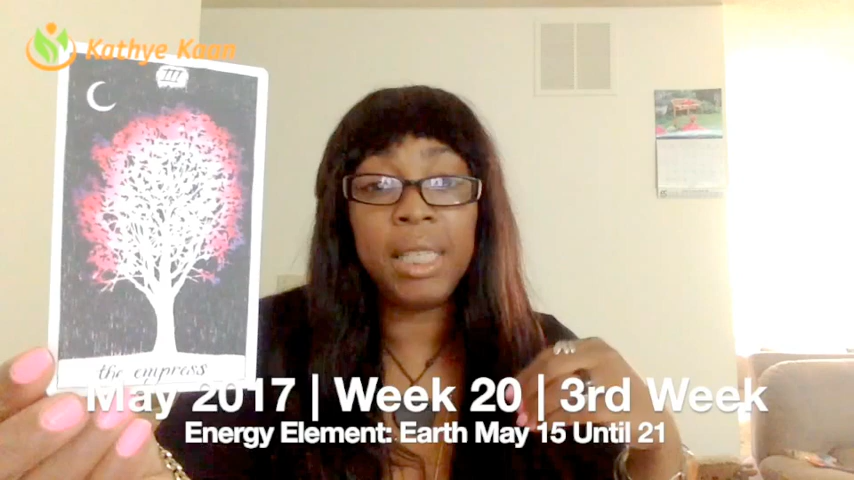 Kathye Kaan
III
the empress
May 2017 | Week 20 | 3rd Week
Energy Element: Earth May 15 Until 21